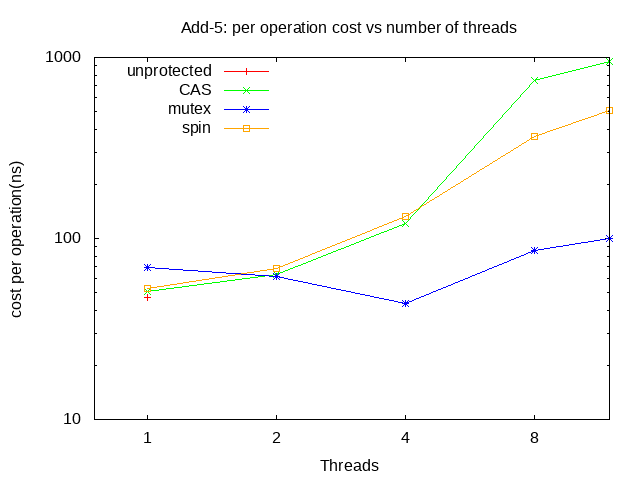 Add-5: per operation cost vs number of threads
1000
unprotected
CAS
mutex
spin
100
cost per operation(ns)
10
1 2 4 8
Threads